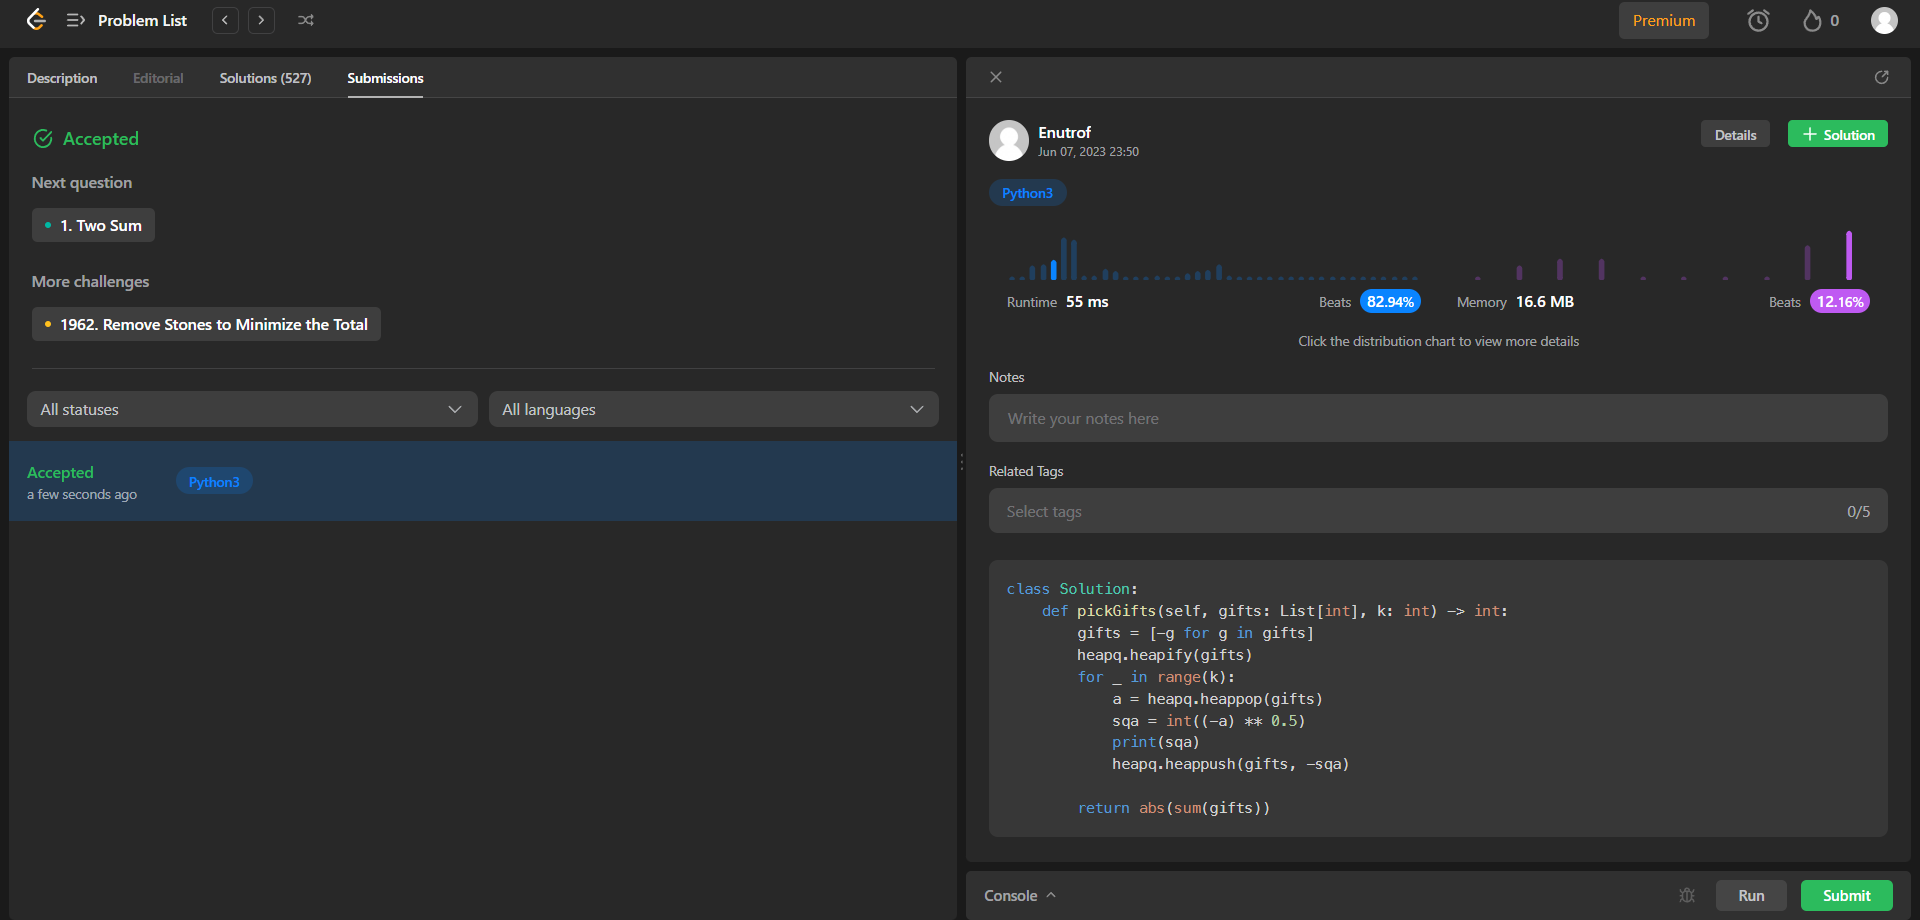 Problem List
Premium
0
Description Editorial Solutions (527) Submissions
Accepted
Next question
1. Two Sum
More challenges
1962. Remove Stones to Minimize the Total
All statuses All languages
Accepted
a few seconds ago
Python3
Enutrof
Jun 07, 2023 23:50
Details
Solution
Python3
Runtime 55 ms Beats 82.94% Memory 16.6 MB Beats 12.16%
Click the distribution chart to view more details
Notes
Write your notes here
Related Tags
Select tags 0/5
class Solution:
    def pickGifts(self, gifts: List[int], k: int) -> int:
        gifts = [-g for g in gifts]
        heapq.heapify(gifts)
        for _ in range(k):
            a = heapq.heappop(gifts)
            sqa = int((-a) ** 0.5)
            print(sqa)
            heapq.heappush(gifts, -sqa)
        return abs(sum(gifts))
Console Run Submit